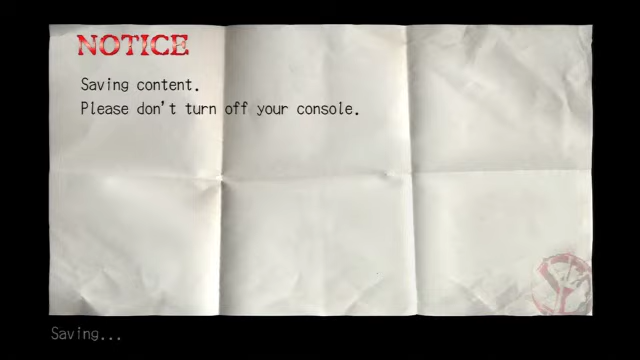 NOTICE
Saving content.
Please don't turn off your console.
Saving...